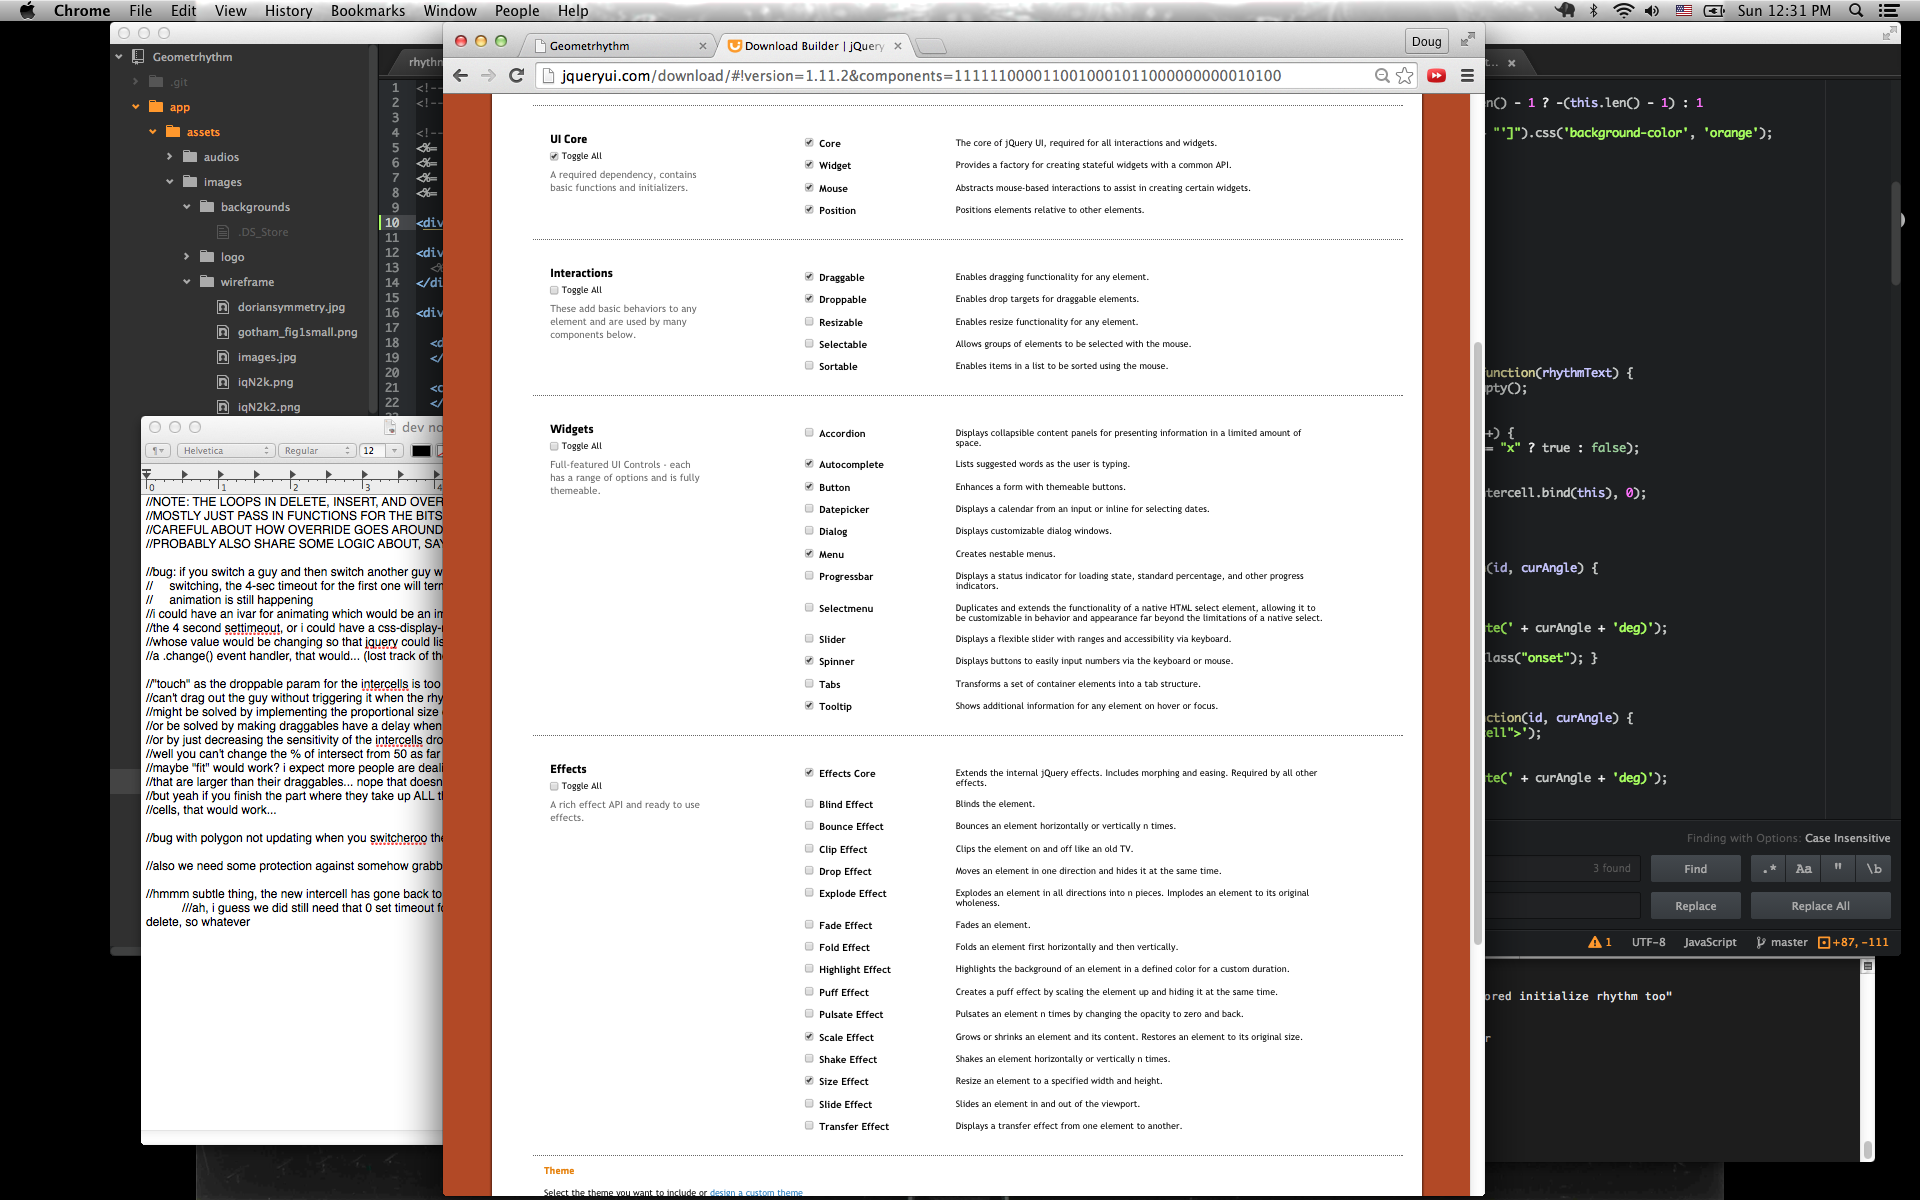 Chrome File Edit View History Bookmarks Window People Help
Sun 12:31 PM
Geometrhythm
.git
app
assets
audios
images
backgrounds
.DS_Store
logo
wireframe
doriansymmetry.jpg
gotham_fig1small.png
images.jpg
iqN2k.png
iqN2k2.png
rhythm
1 <!--
2 <!--
3
4 <!--
5 <%=
6 <%=
7 <%=
8 <%=
9
10 <div
11
12 <div
13 <%
14 </di
15
16 <div
17
18 <d
19 </
20
21 <c
22 </
dev no
Helvetica Regular 12
0 1 2 3 4
//NOTE: THE LOOPS IN DELETE, INSERT, AND OVER
//MOSTLY JUST PASS IN FUNCTIONS FOR THE BITS
//CAREFUL ABOUT HOW OVERRIDE GOES AROUND
//PROBABLY ALSO SHARE SOME LOGIC ABOUT, SAY
//bug: if you switch a guy and then switch another guy w
// switching, the 4-sec timeout for the first one will term
// animation is still happening
//i could have an ivar for animating which would be an im
//the 4 second settimeout, or i could have a css-display-
//whose value would be changing so that jquery could lis
//a .change() event handler, that would... (lost track of the
//"touch" as the droppable param for the intercells is too
//can't drag out the guy without triggering it when the rhy
//might be solved by implementing the proportional size
//or be solved by making draggables have a delay when
//or by just decreasing the sensitivity of the intercells dro
//well you can't change the % of intersect from 50 as far
//maybe "fit" would work? i expect more people are deali
//that are larger than their draggables... nope that doesn
//but yeah if you finish the part where they take up ALL th
//cells, that would work...
//bug with polygon not updating when you switcheroo the
//also we need some protection against somehow grabb
//hmmm subtle thing, the new intercell has gone back to
///ah, i guess we did still need that 0 set timeout fo
delete, so whatever
Geometrhythm
Download Builder | jQuery
Doug
jqueryui.com/download/#!version=1.11.2&components=111111000011001000101100000000010100
UI Core
Toggle All
A required dependency, contains
basic functions and initializers.
Core The core of jQuery UI, required for all interactions and widgets.
Widget Provides a factory for creating stateful widgets with a common API.
Mouse Abstracts mouse-based interactions to assist in creating certain widgets.
Position Positions elements relative to other elements.
Interactions
Toggle All
These add basic behaviors to any
element and are used by many
components below.
Draggable Enables dragging functionality for any element.
Droppable Enables drop targets for draggable elements.
Resizable Enables resize functionality for any element.
Selectable Allows groups of elements to be selected with the mouse.
Sortable Enables items in a list to be sorted using the mouse.
Widgets
Toggle All
Full-featured UI Controls - each
has a range of options and is fully
themeable.
Accordion Displays collapsible content panels for presenting information in a limited amount of
space.
Autocomplete Lists suggested words as the user is typing.
Button Enhances a form with themeable buttons.
Datepicker Displays a calendar from an input or inline for selecting dates.
Dialog Displays customizable dialog windows.
Menu Creates nestable menus.
Progressbar Displays a status indicator for loading state, standard percentage, and other progress
indicators.
Selectmenu Duplicates and extends the functionality of a native HTML select element, allowing it to
be customizable in behavior and appearance far beyond the limitations of a native select.
Slider Displays a flexible slider with ranges and accessibility via keyboard.
Spinner Displays buttons to easily input numbers via the keyboard or mouse.
Tabs Transforms a set of container elements into a tab structure.
Tooltip Shows additional information for any element on hover or focus.
Effects
Toggle All
A rich effect API and ready to use
effects.
Effects Core Extends the internal jQuery effects. Includes morphing and easing. Required by all other
effects.
Blind Effect Blinds the element.
Bounce Effect Bounces an element horizontally or vertically n times.
Clip Effect Clips the element on and off like an old TV.
Drop Effect Moves an element in one direction and hides it at the same time.
Explode Effect Explodes an element in all directions into n pieces. Implodes an element to its original
wholeness.
Fade Effect Fades an element.
Fold Effect Folds an element first horizontally and then vertically.
Highlight Effect Highlights the background of an element in a defined color for a custom duration.
Puff Effect Creates a puff effect by scaling the element up and hiding it at the same time.
Pulsate Effect Pulsates an element n times by changing the opacity to zero and back.
Scale Effect Grows or shrinks an element and its content. Restores an element to its original size.
Shake Effect Shakes an element horizontally or vertically n times.
Size Effect Resize an element to a specified width and height.
Slide Effect Slides an element in and out of the viewport.
Transfer Effect Displays a transfer effect from one element to another.
Theme
Select the theme you want to include or design a custom theme
t...
en() - 1 ? -(this.len() - 1) : 1
"']").css('background-color', 'orange');
unction(rhythmText) {
pty();
+) {
= "x" ? true : false);
tercell.bind(this), 0);
(id, curAngle) {
te(' + curAngle + 'deg)');
lass("onset"); }
ction(id, curAngle) {
ell">');
te(' + curAngle + 'deg)');
Finding with Options: Case Insensitive
3 found Find .* Aa " \b
Replace Replace All
1 UTF-8 JavaScript master +87, -111
ored initialize rhythm too"
r